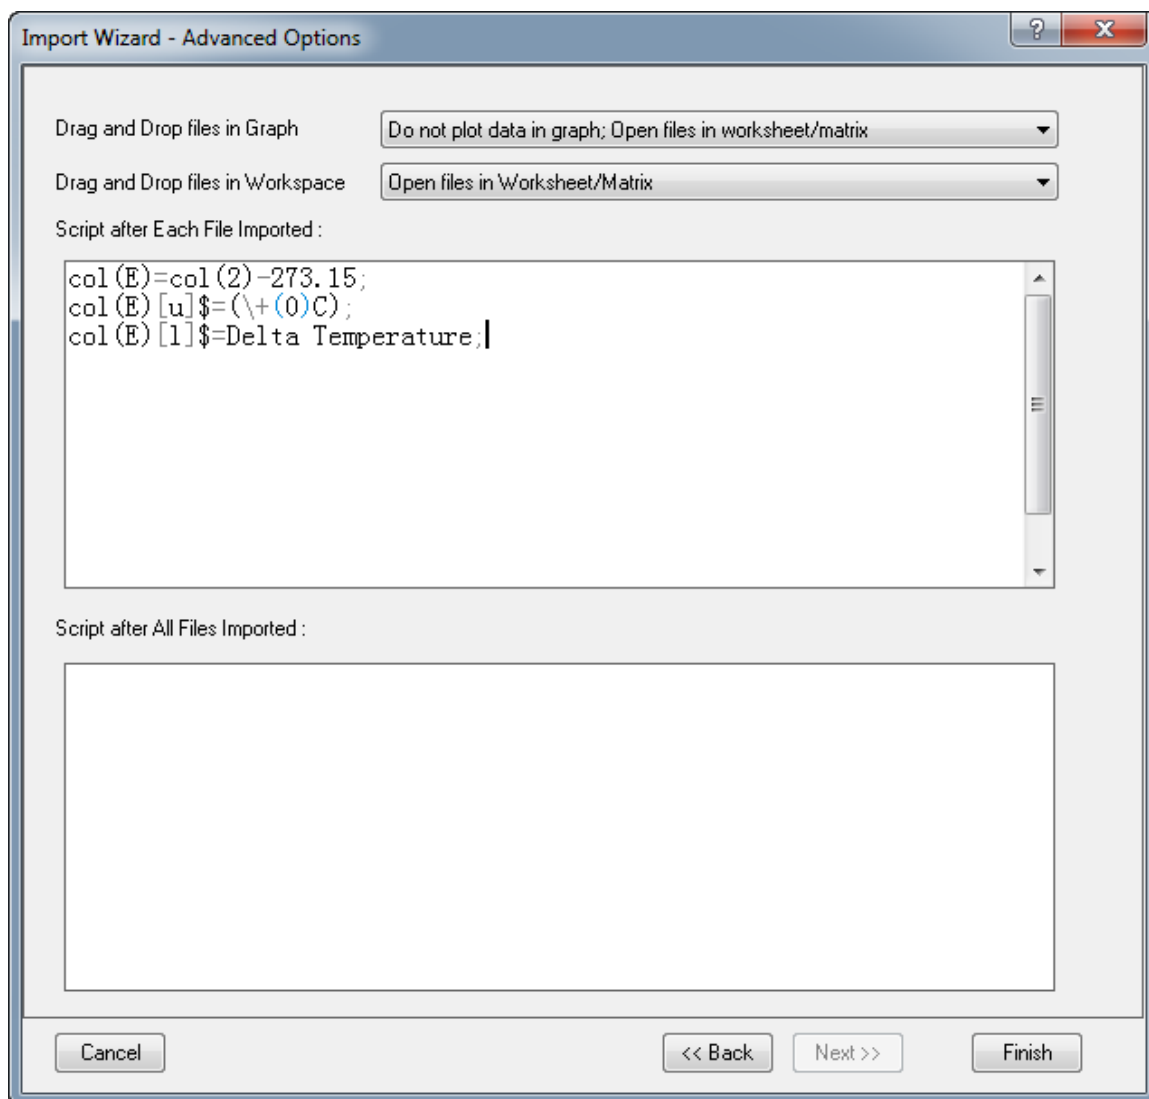 Import Wizard - Advanced Options
Drag and Drop files in Graph
Do not plot data in graph; Open files in worksheet/matrix
Drag and Drop files in Workspace
Open files in Worksheet/Matrix
Script after Each File Imported :
col(E)=col(2)-273.15;
col(E)[u]$=(\+(0)C);
col(E)[l]$=Delta Temperature;
Script after All Files Imported :
Cancel
<< Back
Next >>
Finish